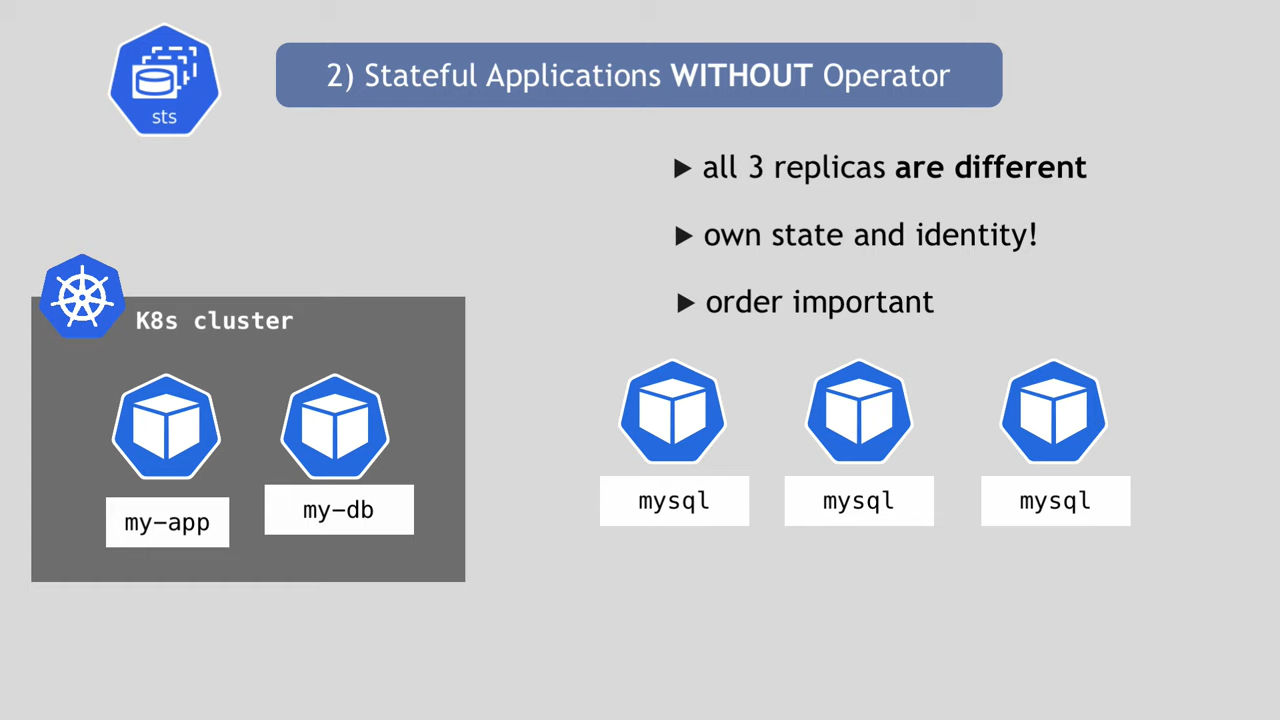 sts
2) Stateful Applications WITHOUT Operator
▶ all 3 replicas are different
▶ own state and identity!
▶ order important
K8s cluster
my-app
my-db
mysql
mysql
mysql